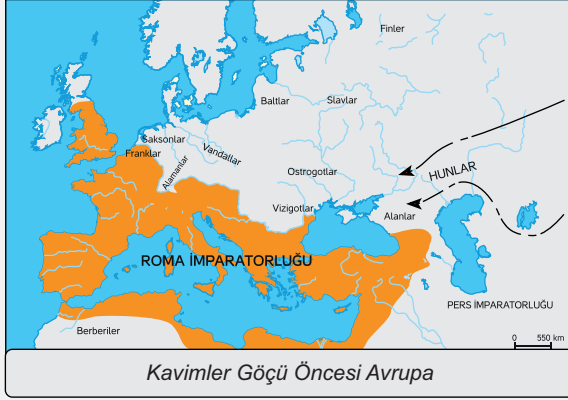 Finler
Baltlar
Slavlar
Saksonlar
Franklar
Vandallar
Alamanlar
Ostrogotlar
HUNLAR
Vizigotlar
Alanlar
ROMA İMPARATORLUĞU
PERS İMPARATORLUĞU
Berberiler
0 550 km
Kavimler Göçü Öncesi Avrupa